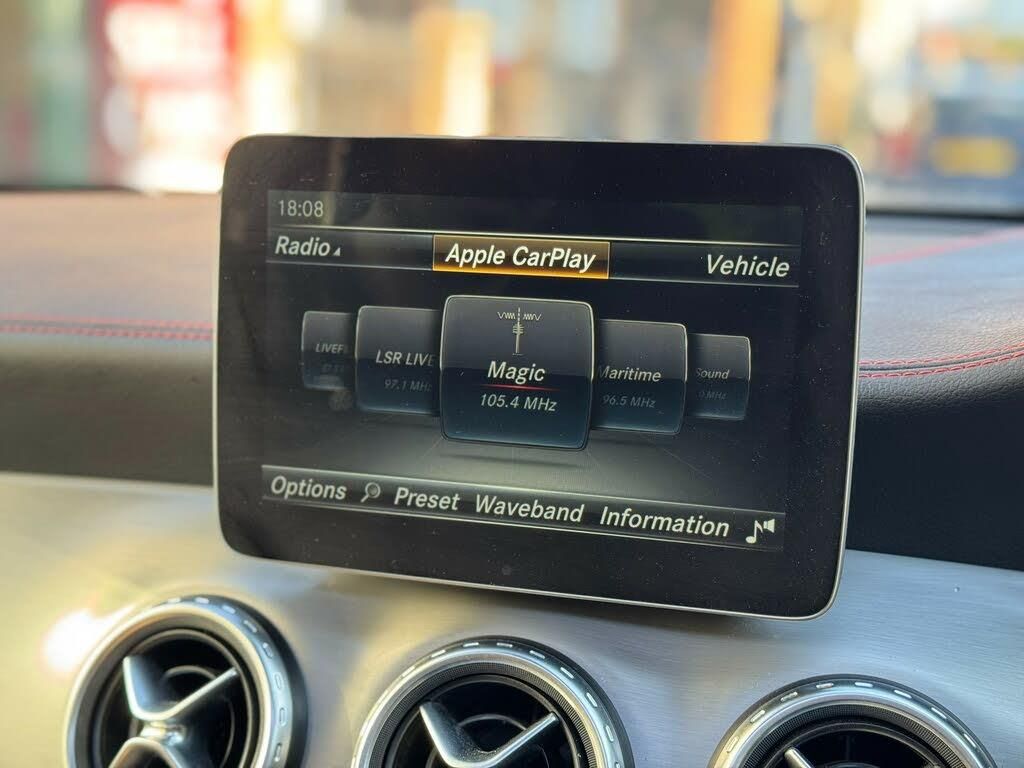 18:08
Radio Apple CarPlay Vehicle
LSR LIVE Magic Maritime Sound
97.1 MHz 105.4 MHz 96.5 MHz
Options Preset Waveband Information